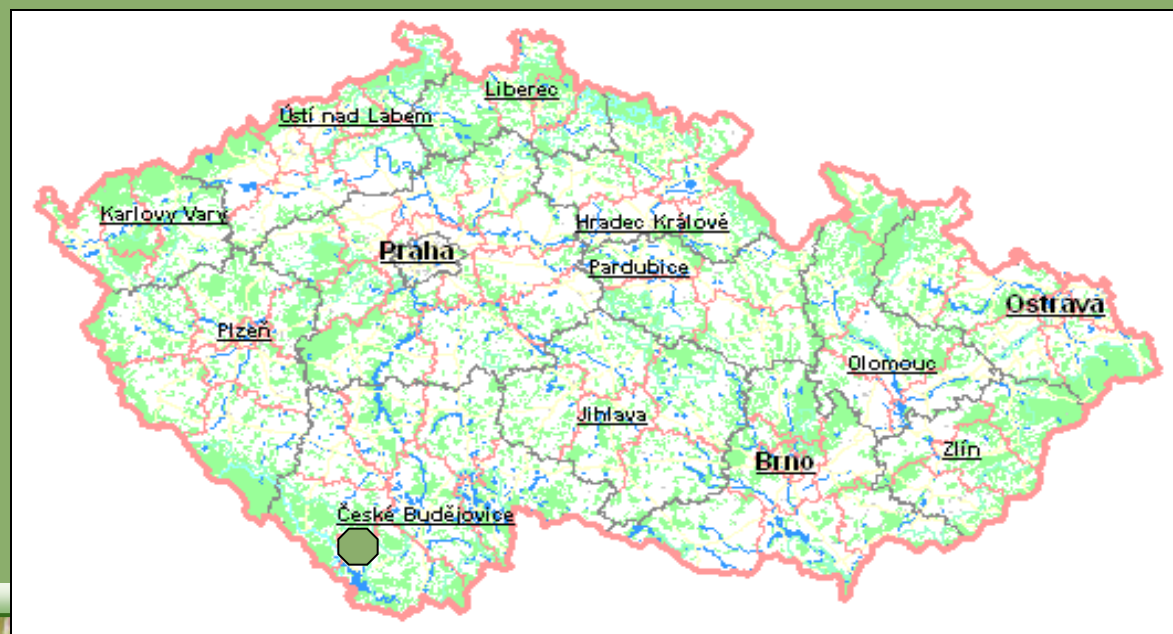 Liberec
Ústí nad Labem
Karlovy Vary
Hradec Králové
Praha
Pardubice
Ostrava
Plzeň
Olomouc
Jihlava
Zlín
Brno
České Budějovice